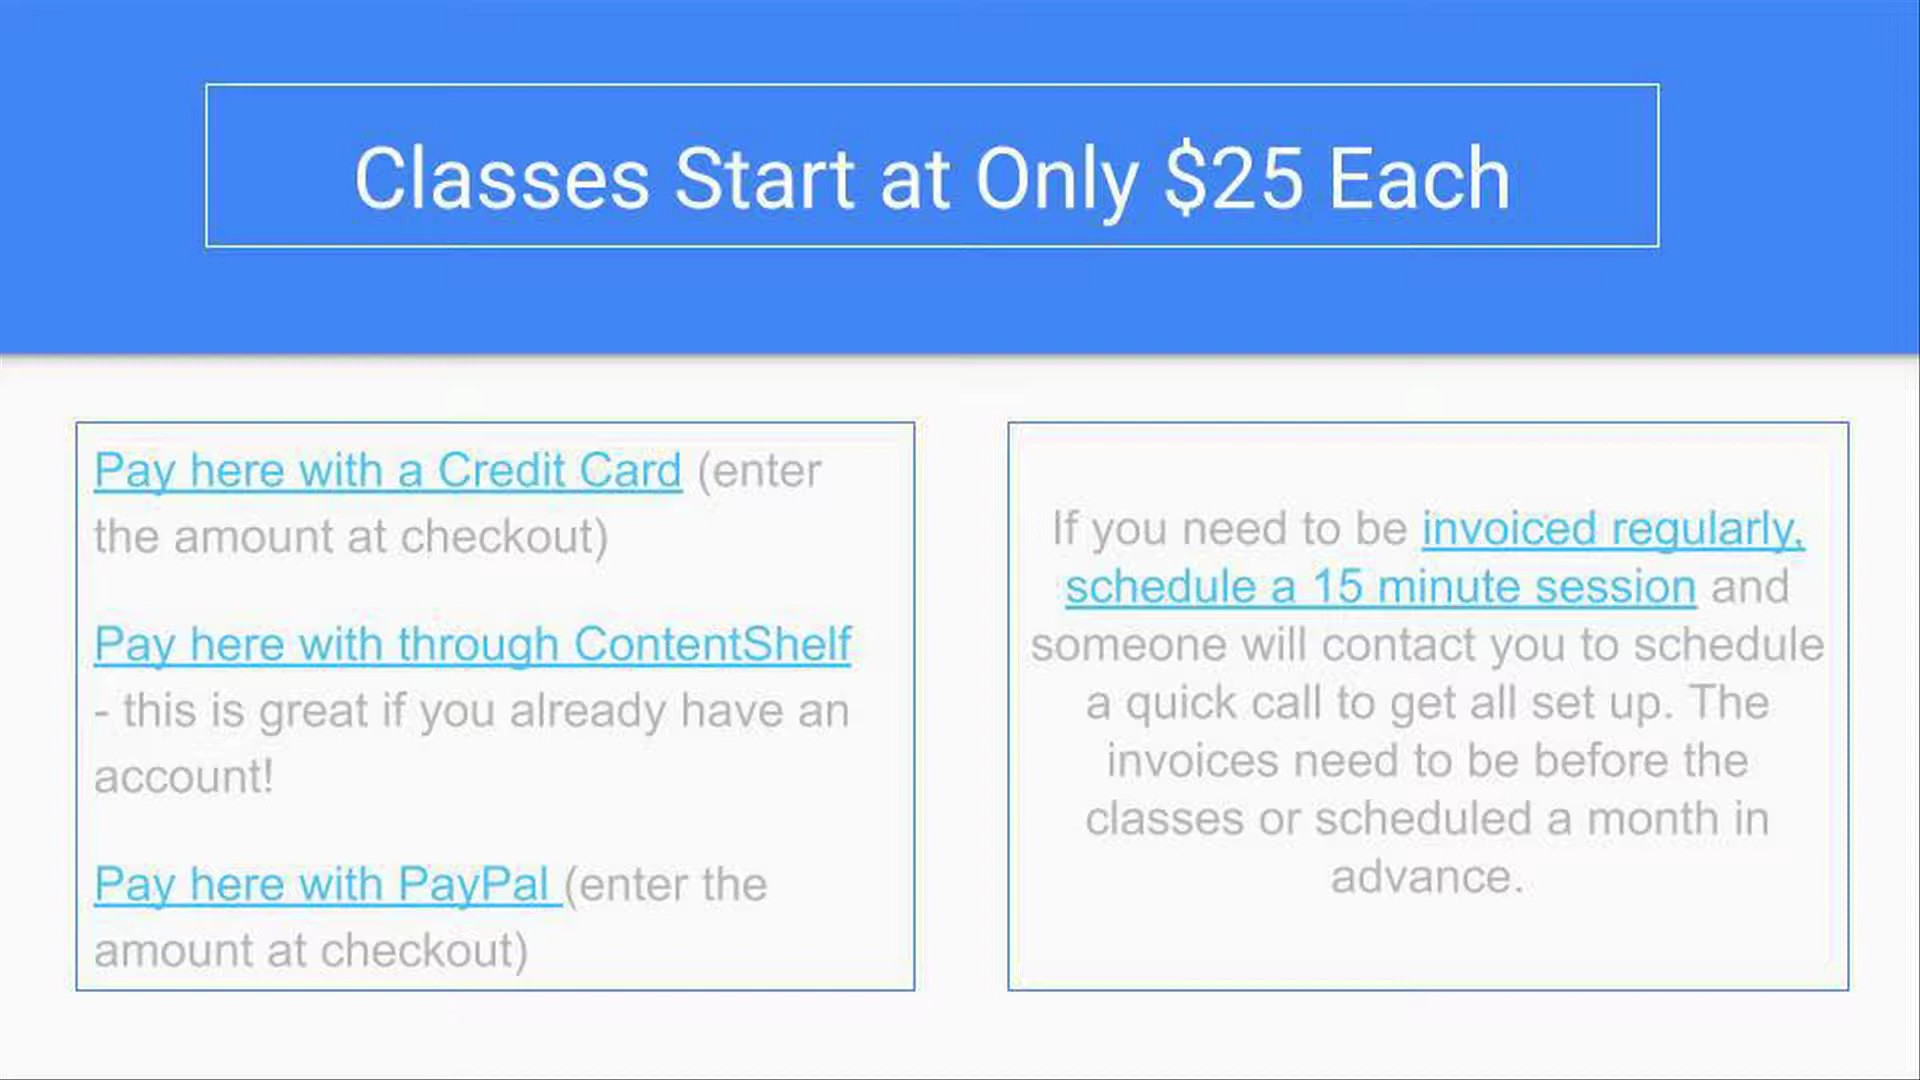 Classes Start at Only $25 Each
Pay here with a Credit Card (enter
the amount at checkout)
Pay here with through ContentShelf
- this is great if you already have an
account!
Pay here with PayPal (enter the
amount at checkout)
If you need to be invoiced regularly,
schedule a 15 minute session and
someone will contact you to schedule
a quick call to get all set up. The
invoices need to be before the
classes or scheduled a month in
advance.